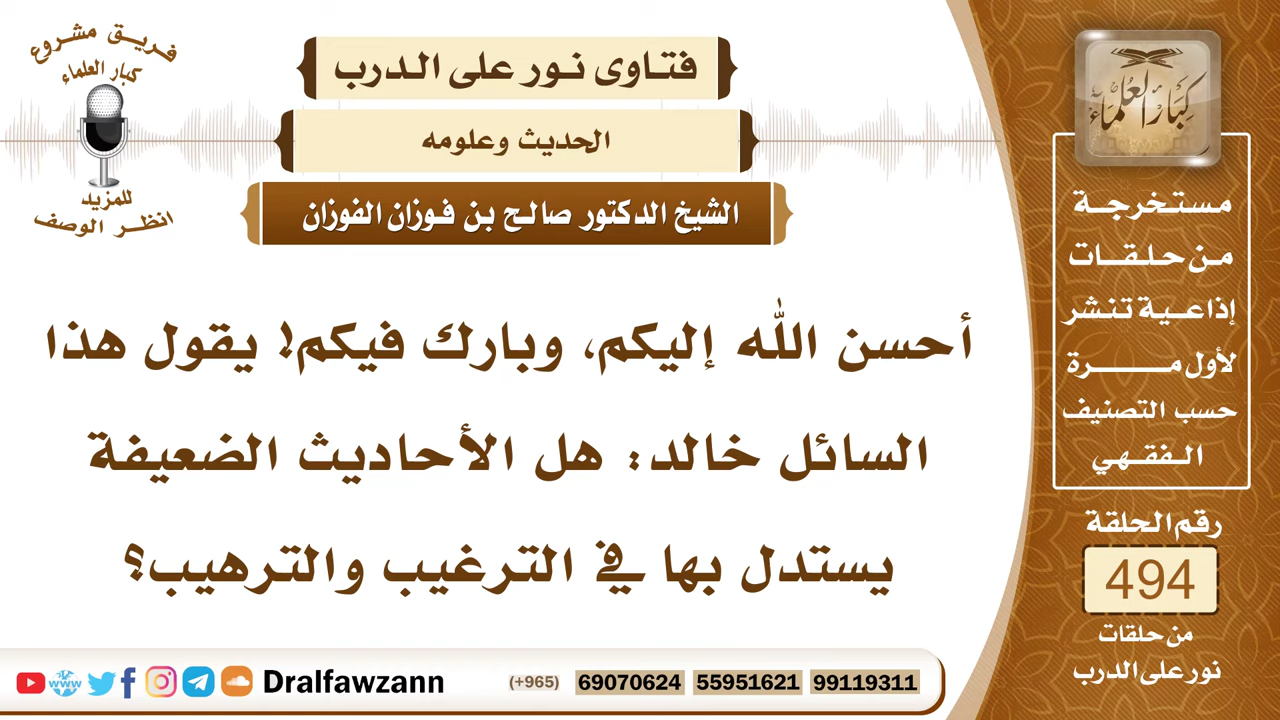 فريق مشروع
كبار العلماء
للمزيد
انظر الوصف
فتاوى نور على الدرب
الحديث وعلومه
الشيخ الدكتور صالح بن فوزان الفوزان
أحسن الله إليكم، وبارك فيكم! يقول هذا
السائل خالد: هل الأحاديث الضعيفة
يستدل بها في الترغيب والترهيب؟
كبار العلماء
مستخرجة
من حلقات
إذاعية تنشر
لأول مرة
حسب التصنيف
الفقهي
رقم الحلقة
494
من حلقات
نور على الدرب
www Dralfawzann (+965) 69070624 55951621 99119311